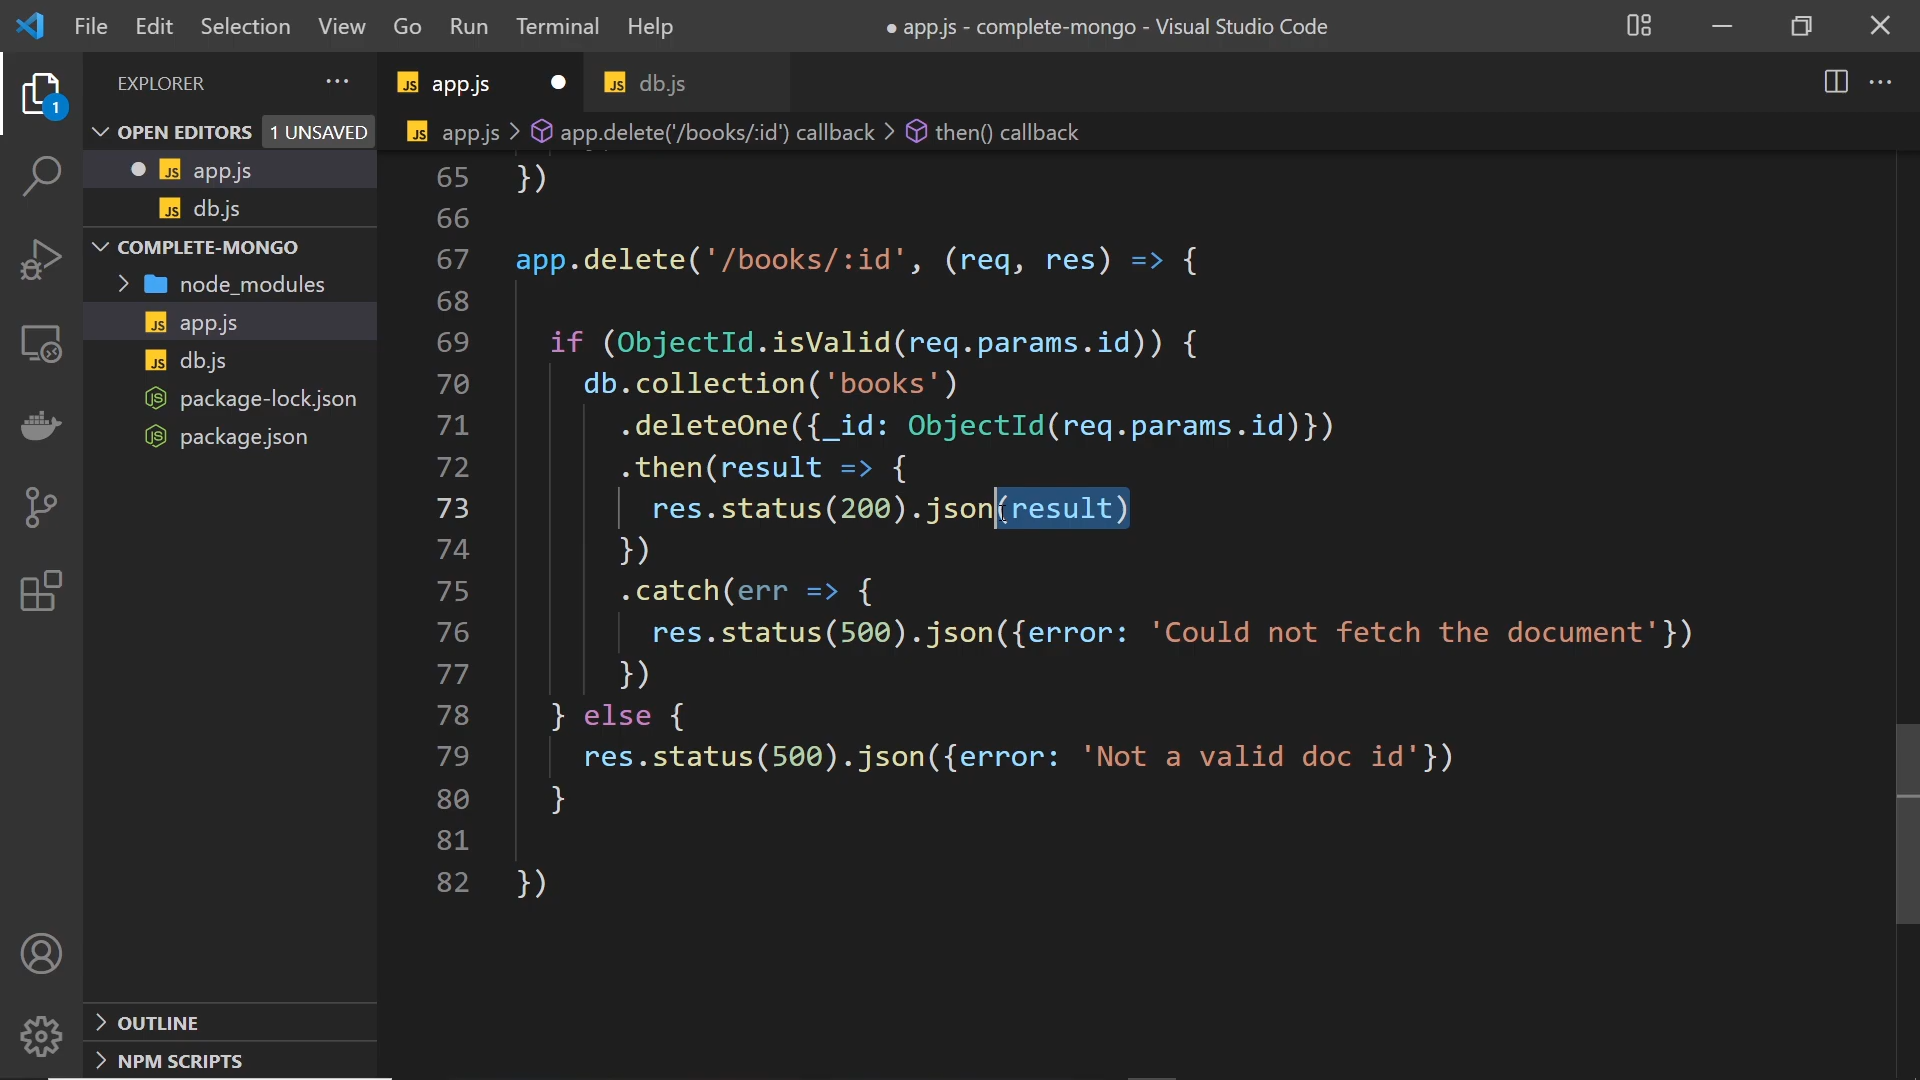 File Edit Selection View Go Run Terminal Help
● app.js - complete-mongo - Visual Studio Code
EXPLORER
1
OPEN EDITORS 1 UNSAVED
JS app.js
JS db.js
COMPLETE-MONGO
node_modules
JS app.js
JS db.js
JS package-lock.json
JS package.json
OUTLINE
NPM SCRIPTS
JS app.js
JS db.js
JS app.js > app.delete('/books/:id') callback > then() callback
65 })
66
67 app.delete('/books/:id', (req, res) => {
68
69 if (ObjectId.isValid(req.params.id)) {
70 db.collection('books')
71 .deleteOne({_id: ObjectId(req.params.id)})
72 .then(result => {
73 res.status(200).json(result)
74 })
75 .catch(err => {
76 res.status(500).json({error: 'Could not fetch the document'})
77 })
78 } else {
79 res.status(500).json({error: 'Not a valid doc id'})
80 }
81
82 })